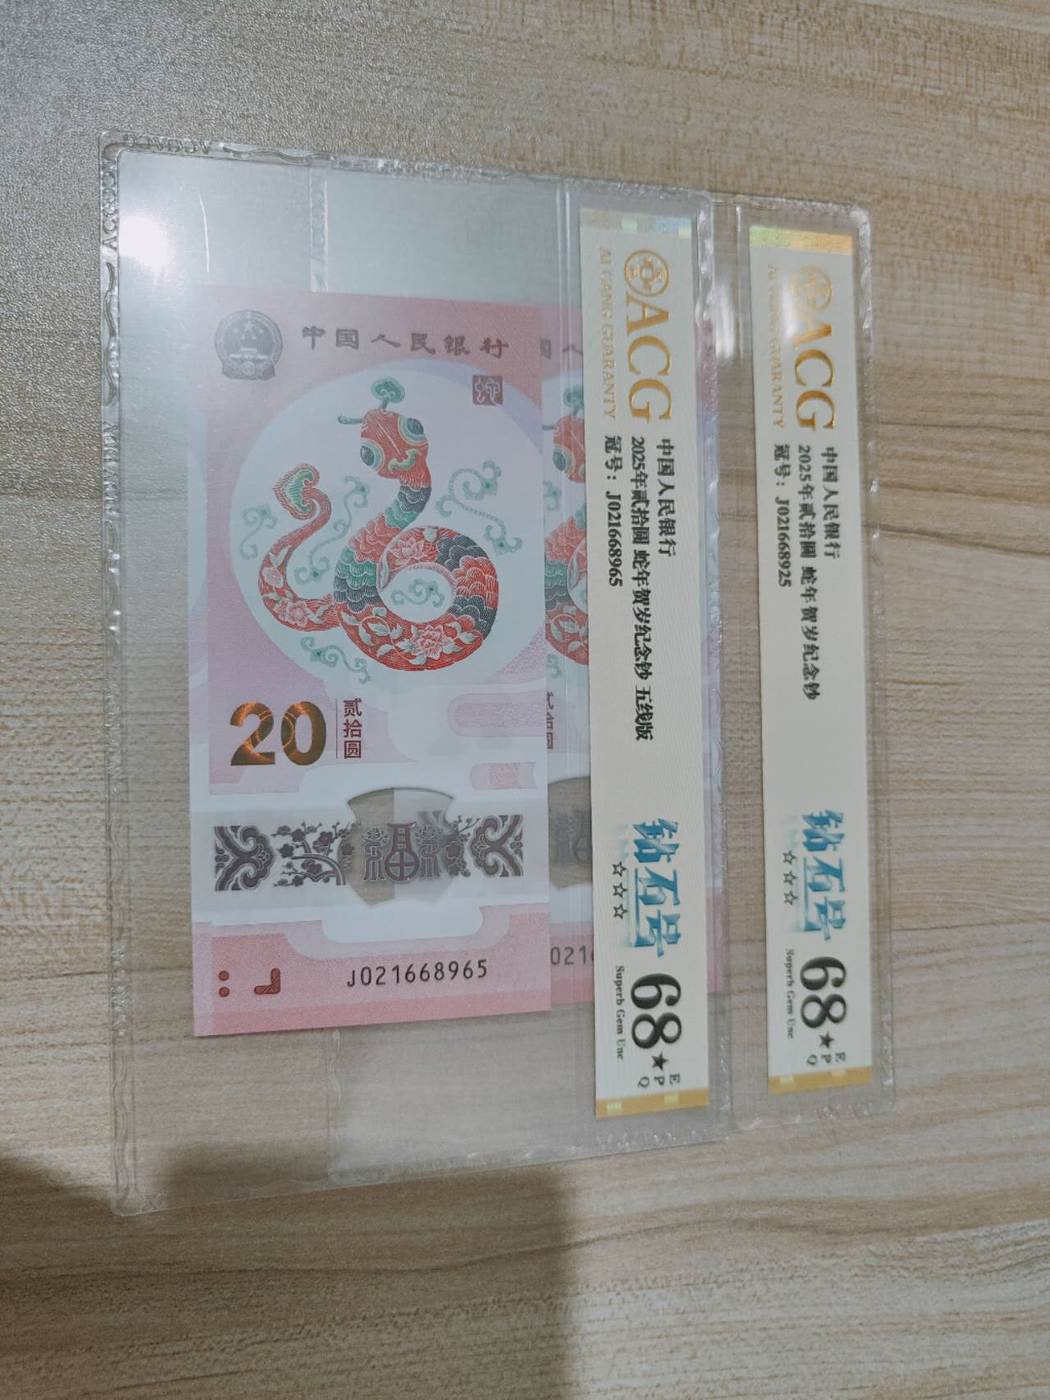 中国人民银行
20
贰拾圆
J021668965
021
ACG
AI CANG GUARANTY
中国人民银行
2025年贰拾圆 蛇年贺岁纪念钞 五线版
冠号：J021668965
钻石号
☆☆☆
68★
EPQ
Superb Gem Unc
ACG
中国人民银行
2025年贰拾圆 蛇年贺岁纪念钞
冠号：J021668925
钻石号
☆☆☆
68★
EPQ
Superb Gem Unc